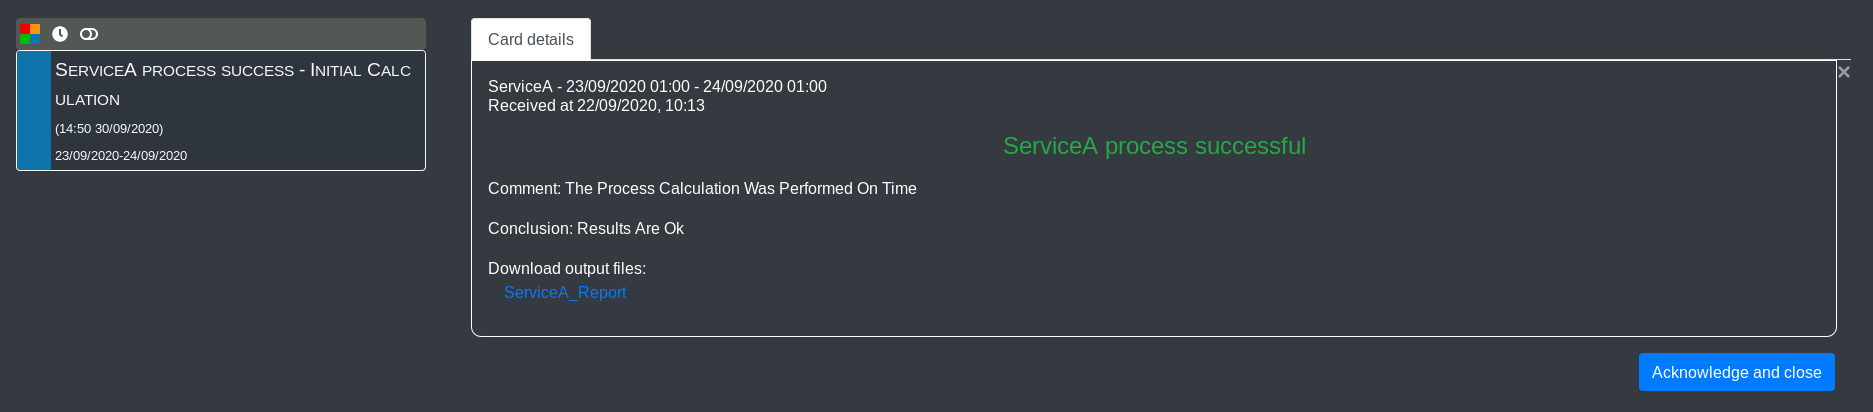 SERVICEA PROCESS SUCCESS - INITIAL CALC
ULATION
(14:50 30/09/2020)
23/09/2020-24/09/2020
Card details
×
ServiceA - 23/09/2020 01:00 - 24/09/2020 01:00
Received at 22/09/2020, 10:13
ServiceA process successful
Comment: The Process Calculation Was Performed On Time
Conclusion: Results Are Ok
Download output files:
ServiceA_Report
Acknowledge and close